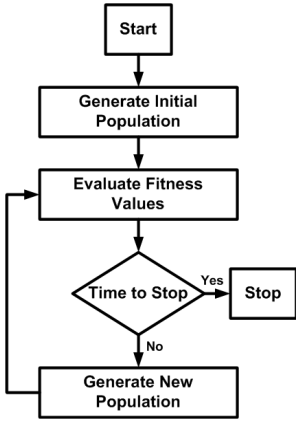 Start
Generate Initial
Population
Evaluate Fitness
Values
Time to Stop
Yes
Stop
No
Generate New
Population